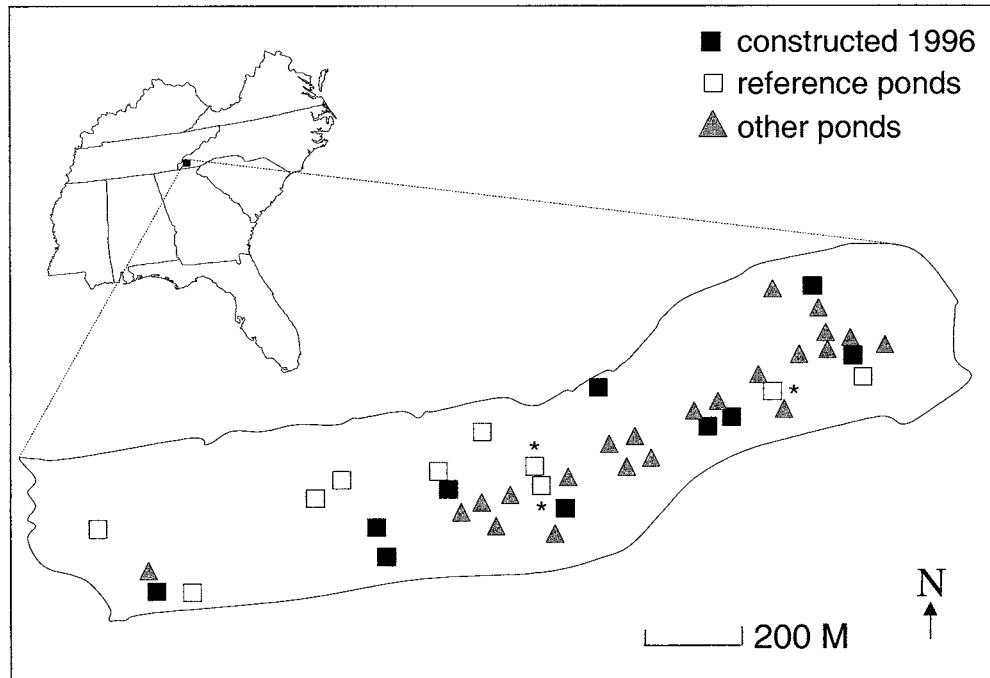 constructed 1996
reference ponds
other ponds
*
*
*
N
200 M